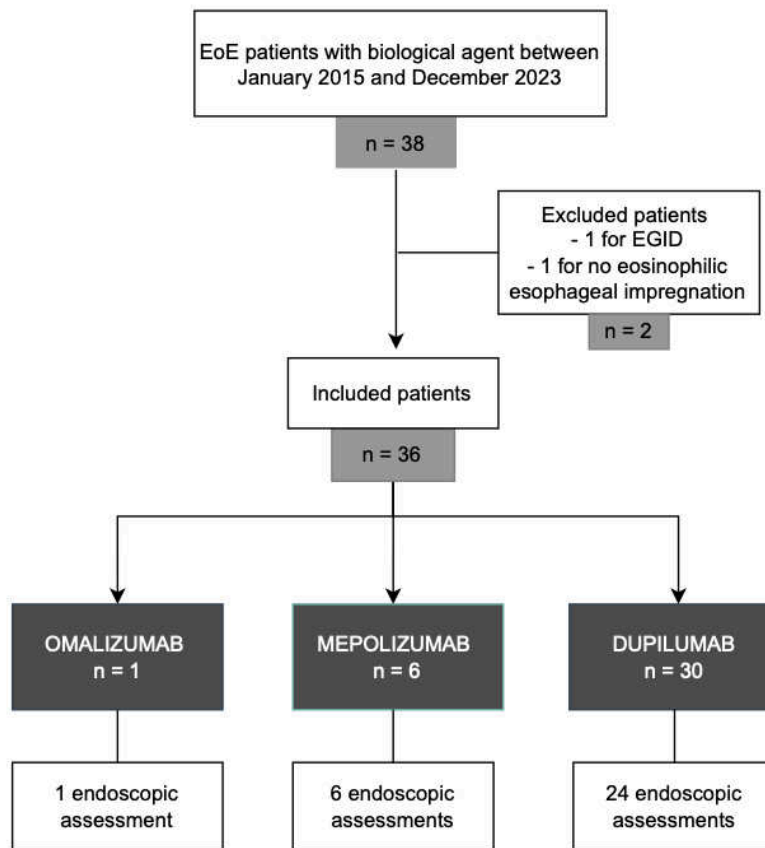 EoE patients with biological agent between
January 2015 and December 2023
n = 38
Excluded patients
- 1 for EGID
- 1 for no eosinophilic
esophageal impregnation
n = 2
Included patients
n = 36
OMALIZUMAB
n = 1
MEPOLIZUMAB
n = 6
DUPILUMAB
n = 30
1 endoscopic
assessment
6 endoscopic
assessments
24 endoscopic
assessments